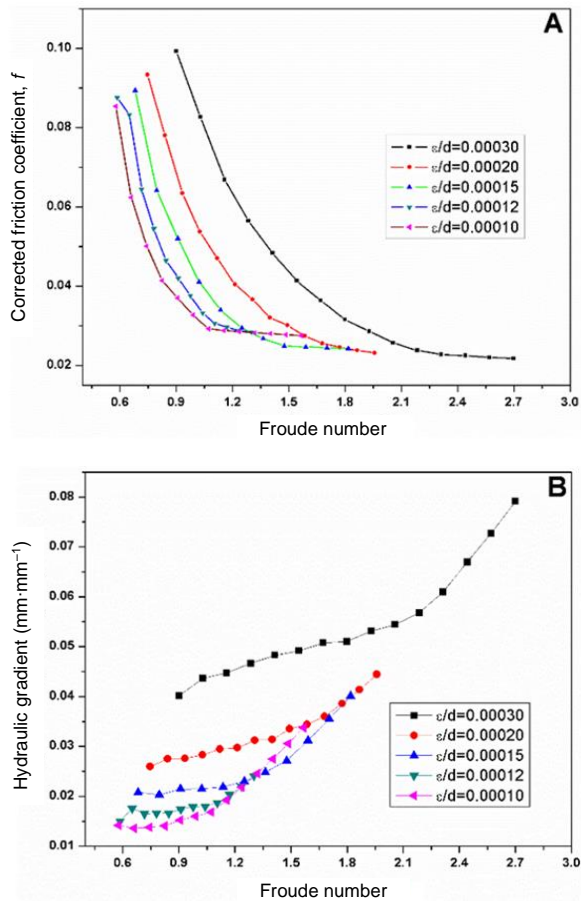 A
Corrected friction coefficient, f
0.10
0.08
0.06
0.04
0.02
ε/d=0.00030
ε/d=0.00020
ε/d=0.00015
ε/d=0.00012
ε/d=0.00010
0.6 0.9 1.2 1.5 1.8 2.1 2.4 2.7 3.0
Froude number
B
Hydraulic gradient (mm·mm⁻¹)
0.08
0.07
0.06
0.05
0.04
0.03
0.02
0.01
ε/d=0.00030
ε/d=0.00020
ε/d=0.00015
ε/d=0.00012
ε/d=0.00010
0.6 0.9 1.2 1.5 1.8 2.1 2.4 2.7 3.0
Froude number